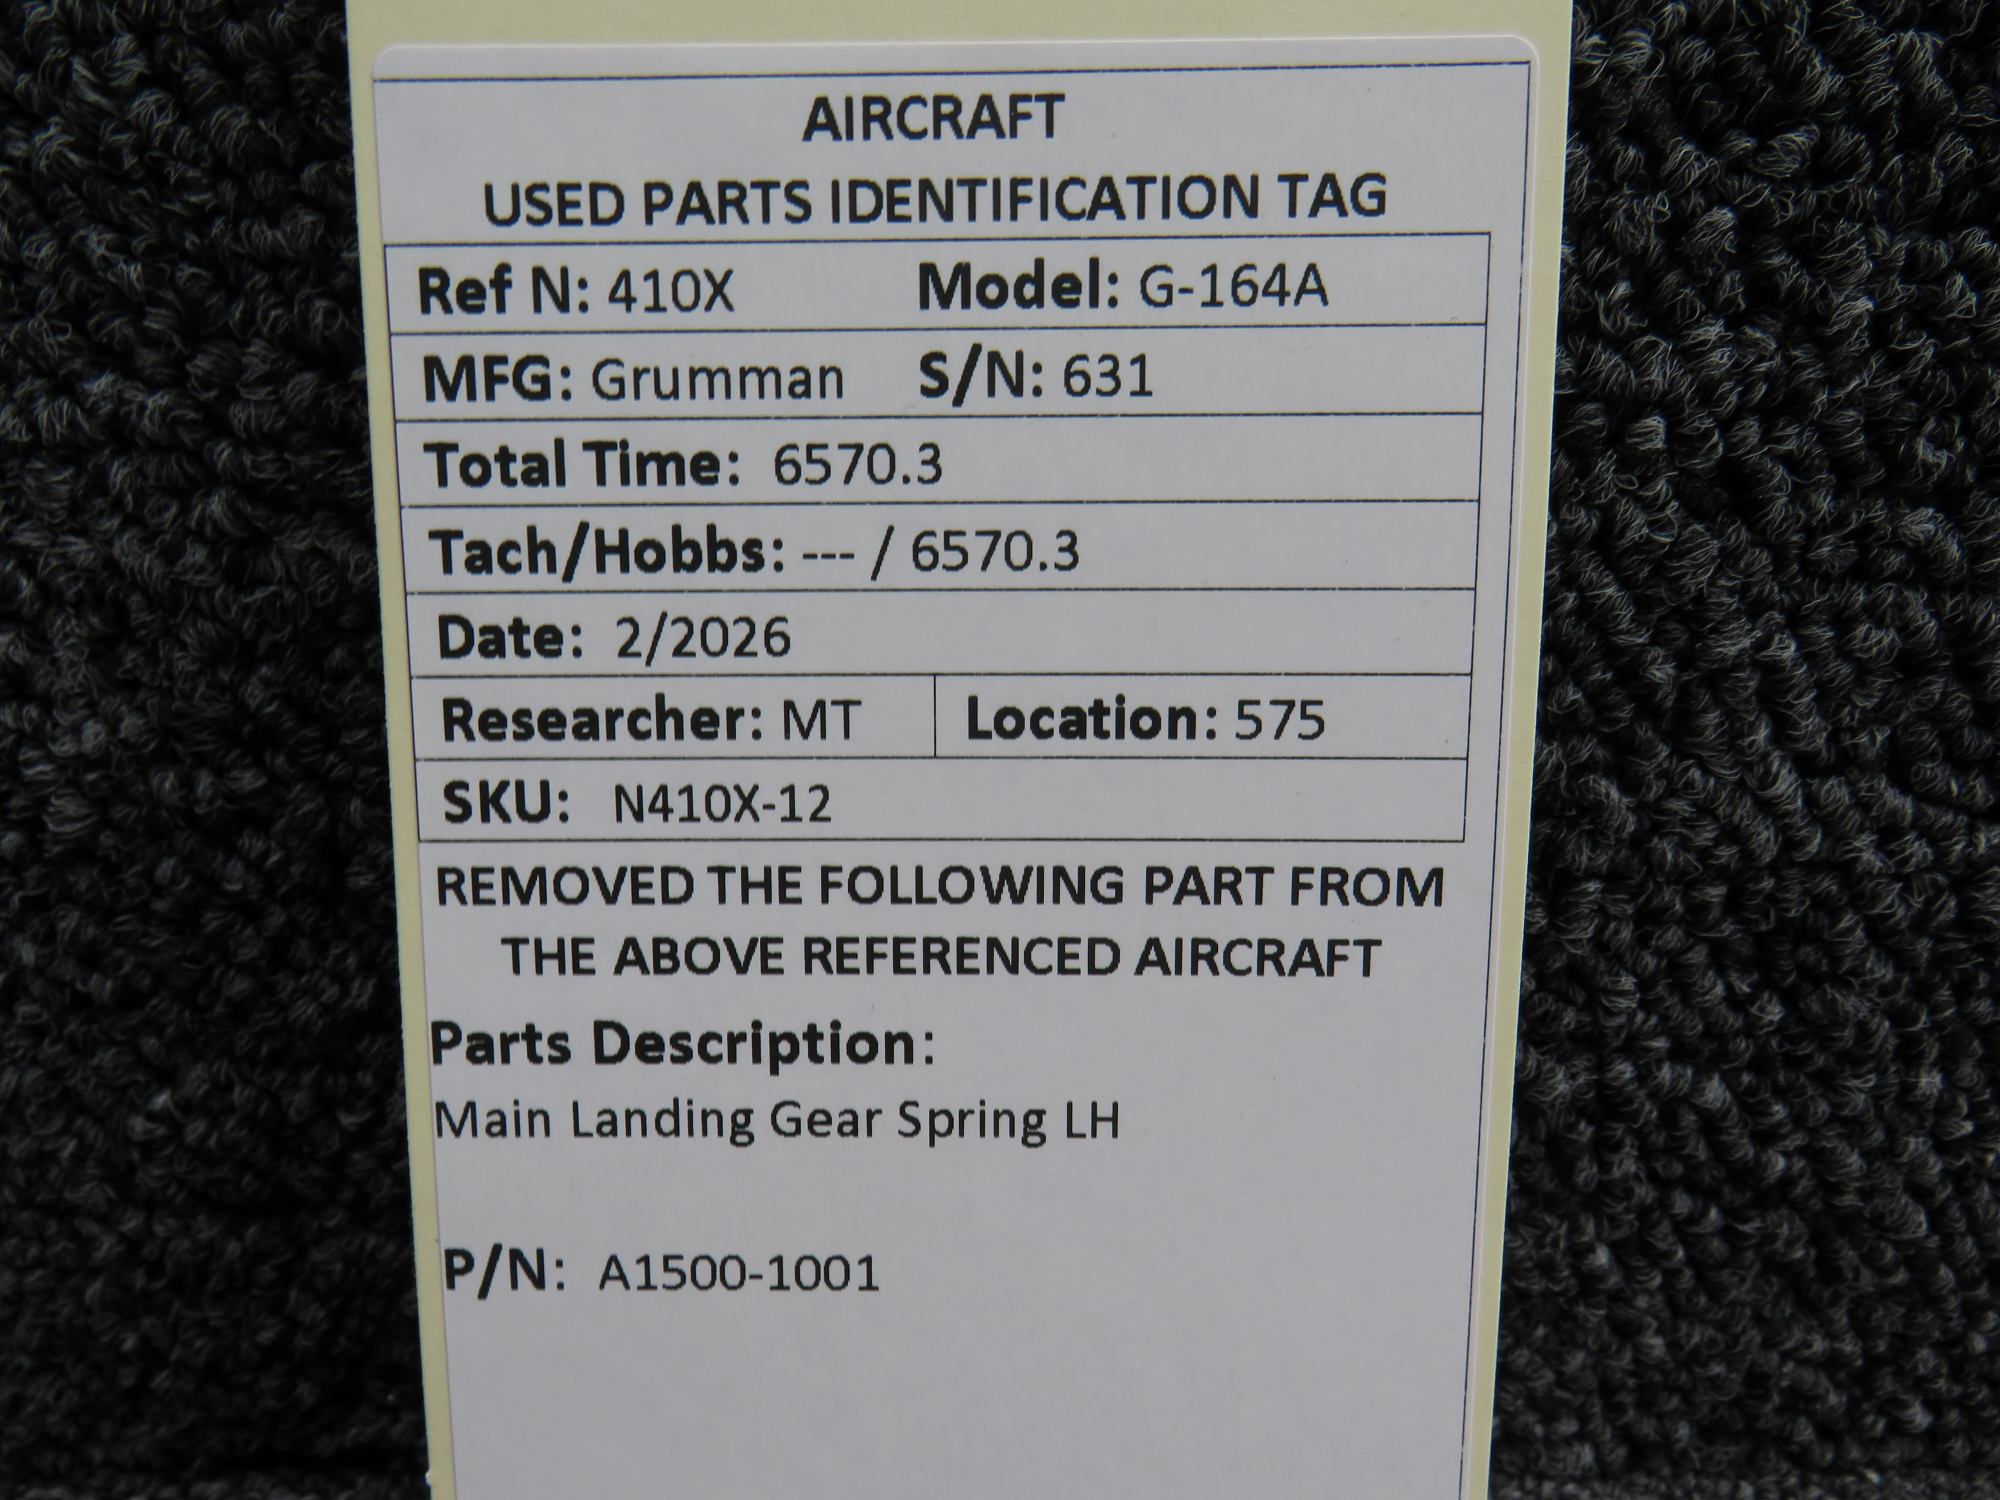 AIRCRAFT
USED PARTS IDENTIFICATION TAG
Ref N: 410X Model: G-164A
MFG: Grumman S/N: 631
Total Time: 6570.3
Tach/Hobbs: --- / 6570.3
Date: 2/2026
Researcher: MT Location: 575
SKU: N410X-12
REMOVED THE FOLLOWING PART FROM
THE ABOVE REFERENCED AIRCRAFT
Parts Description:
Main Landing Gear Spring LH
P/N: A1500-1001